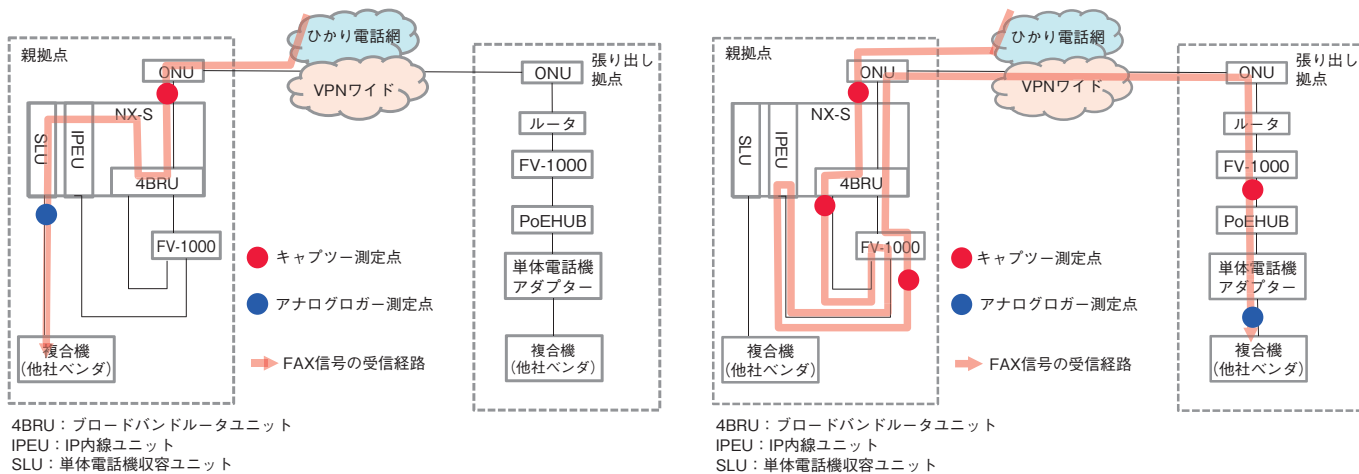 ひかり電話網
VPNワイド
親拠点
ONU
NX-S
SLU
IPEU
4BRU
FV-1000
複合機
(他社ベンダ)
張り出し
拠点
ONU
ルータ
FV-1000
PoEHUB
単体電話機
アダプター
複合機
(他社ベンダ)
キャプツー測定点
アナログロガー測定点
FAX信号の受信経路
4BRU：ブロードバンドルータユニット
IPEU：IP内線ユニット
SLU：単体電話機収容ユニット
ひかり電話網
VPNワイド
親拠点
ONU
NX-S
SLU
IPEU
4BRU
FV-1000
複合機
(他社ベンダ)
張り出し
拠点
ONU
ルータ
FV-1000
PoEHUB
単体電話機
アダプター
複合機
(他社ベンダ)
キャプツー測定点
アナログロガー測定点
FAX信号の受信経路
4BRU：ブロードバンドルータユニット
IPEU：IP内線ユニット
SLU：単体電話機収容ユニット